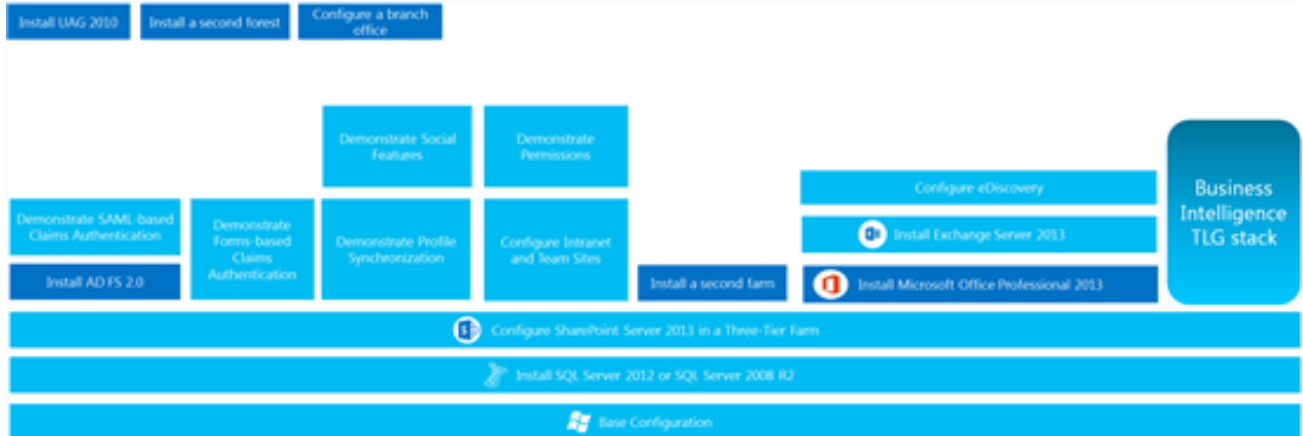 Install UAG 2010
Install a second forest
Configure a branch
office
Demonstrate Social
Features
Demonstrate
Permissions
Configure eDiscovery
Business
Intelligence
TLG stack
Demonstrate SAML-based
Claims Authentication
Demonstrate
Forms-based
Claims
Authentication
Demonstrate Profile
Synchronization
Configure Intranet
and Team Sites
Install Exchange Server 2013
Install AD FS 2.0
Install a second farm
Install Microsoft Office Professional 2013
Configure SharePoint Server 2013 in a Three-Tier Farm
Install SQL Server 2012 or SQL Server 2008 R2
Base Configuration